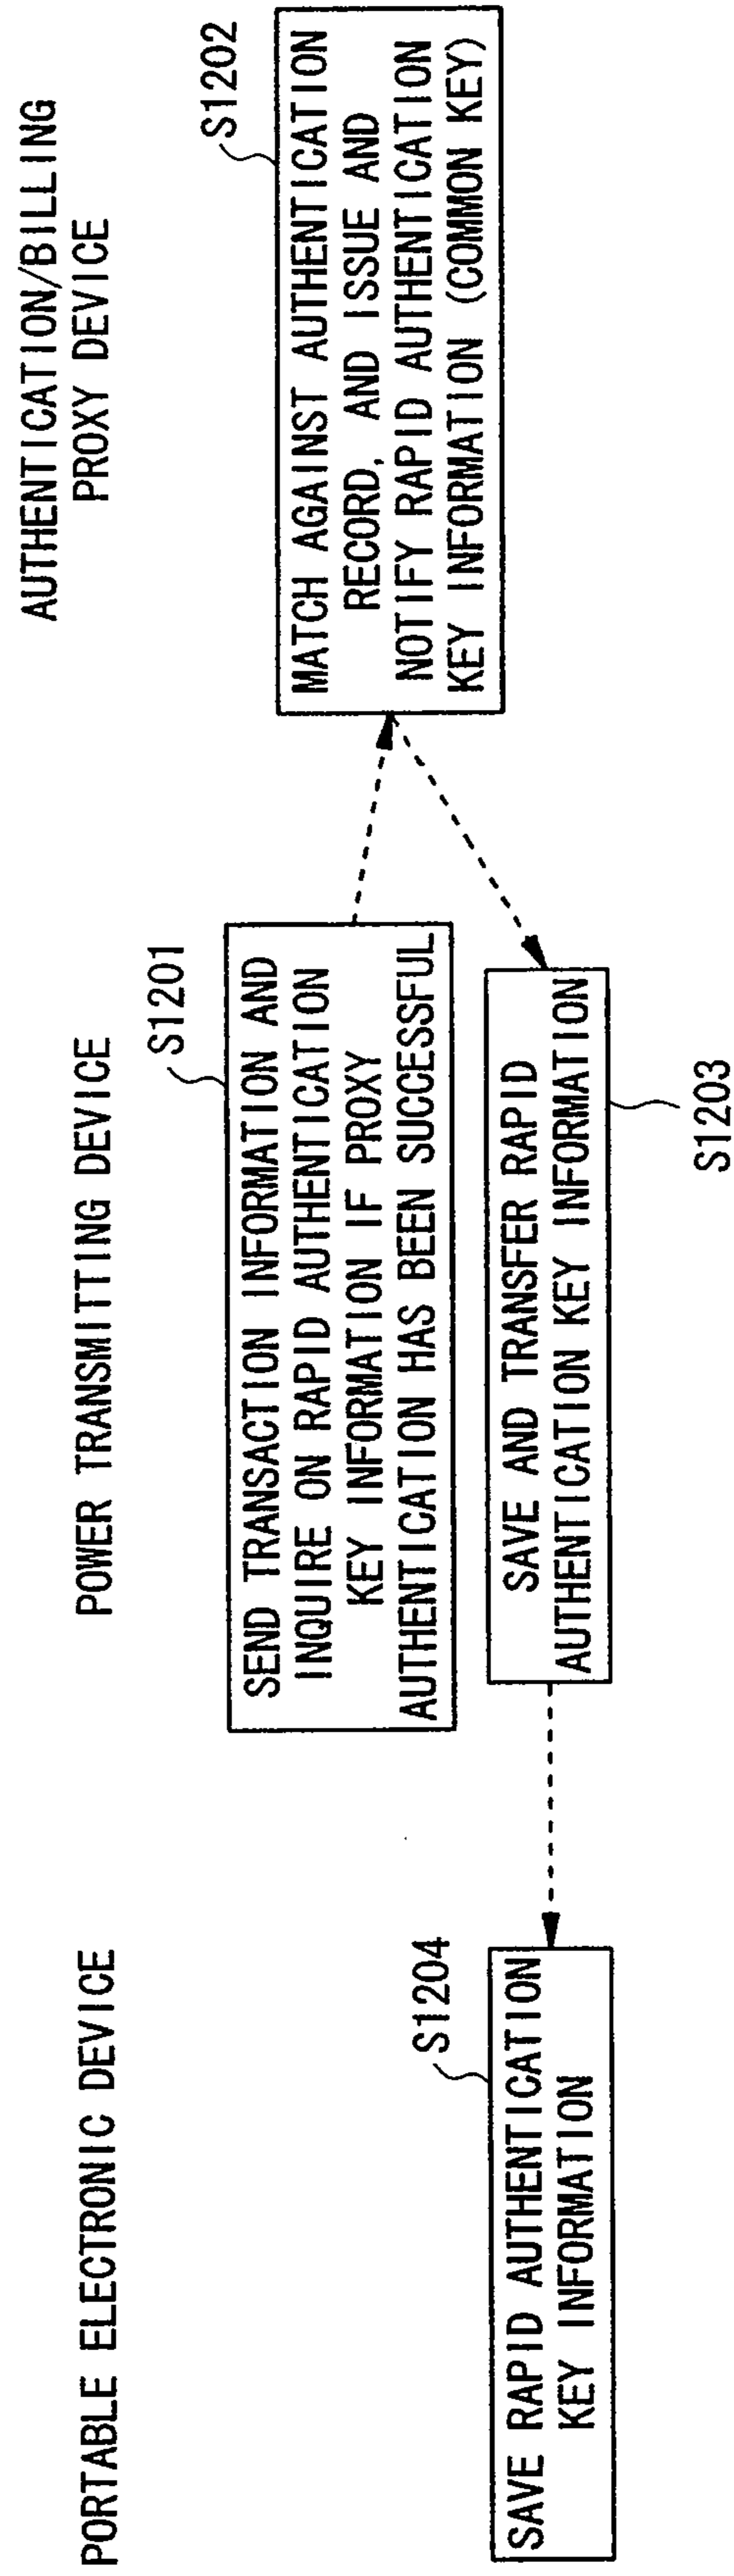 PORTABLE ELECTRONIC DEVICE
POWER TRANSMITTING DEVICE
AUTHENTICATION/BILLING
PROXY DEVICE
S1201
SEND TRANSACTION INFORMATION AND
INQUIRE ON RAPID AUTHENTICATION
KEY INFORMATION IF PROXY
AUTHENTICATION HAS BEEN SUCCESSFUL
S1202
MATCH AGAINST AUTHENTICATION
RECORD, AND ISSUE AND
NOTIFY RAPID AUTHENTICATION
KEY INFORMATION (COMMON KEY)
SAVE AND TRANSFER RAPID
AUTHENTICATION KEY INFORMATION
S1203
S1204
SAVE RAPID AUTHENTICATION
KEY INFORMATION